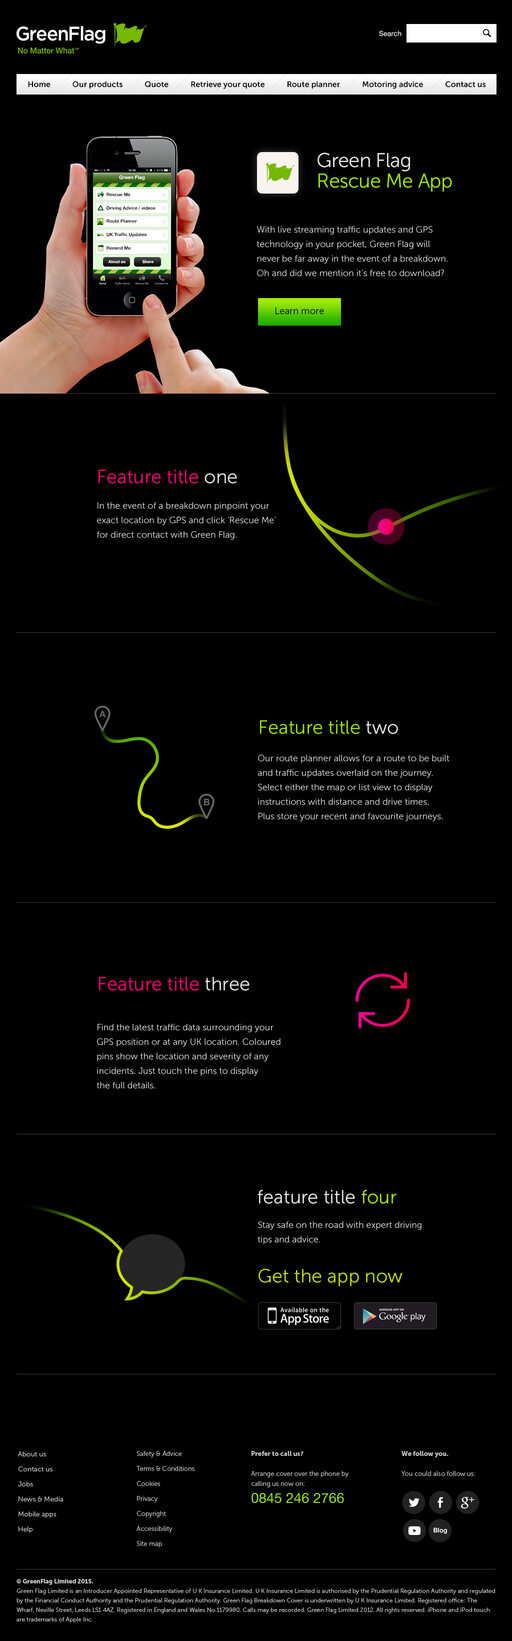 GreenFlag
No Matter What™
Search
Home Our products Quote Retrieve your quote Route planner Motoring advice Contact us
Green Flag
Rescue Me
Driving Advice / videos
Route Planner
UK Traffic Updates
Remind Me
About us Share
Green Flag
Rescue Me App
With live streaming traffic updates and GPS
technology in your pocket, Green Flag will
never be far away in the event of a breakdown.
Oh and did we mention it's free to download?
Learn more
Feature title one
In the event of a breakdown pinpoint your
exact location by GPS and click 'Rescue Me'
for direct contact with Green Flag.
A
B
Feature title two
Our route planner allows for a route to be built
and traffic updates overlaid on the journey.
Select either the map or list view to display
instructions with distance and drive times.
Plus store your recent and favourite journeys.
Feature title three
Find the latest traffic data surrounding your
GPS position or at any UK location. Coloured
pins show the location and severity of any
incidents. Just touch the pins to display
the full details.
feature title four
Stay safe on the road with expert driving
tips and advice.
Get the app now
Available on the
App Store
ANDROID APP ON
Google play
About us
Contact us
Jobs
News & Media
Mobile apps
Help
Safety & Advice
Terms & Conditions
Cookies
Privacy
Copyright
Accessibility
Site map
Prefer to call us?
Arrange cover over the phone by
calling us now on:
0845 246 2766
We follow you.
You could also follow us:
Blog
© Green Flag Limited 2015.
Green Flag Limited is an Introducer Appointed Representative of U K Insurance Limited. U K Insurance Limited is authorised by the Prudential Regulation Authority and regulated
by the Financial Conduct Authority and the Prudential Regulation Authority. Green Flag Breakdown Cover is underwritten by U K Insurance Limited. Registered office: The
Wharf, Neville Street, Leeds LS1 4AZ. Registered in England and Wales No.1179980. Calls may be recorded. Green Flag Limited 2012. All rights reserved. iPhone and iPod touch
are trademarks of Apple Inc.